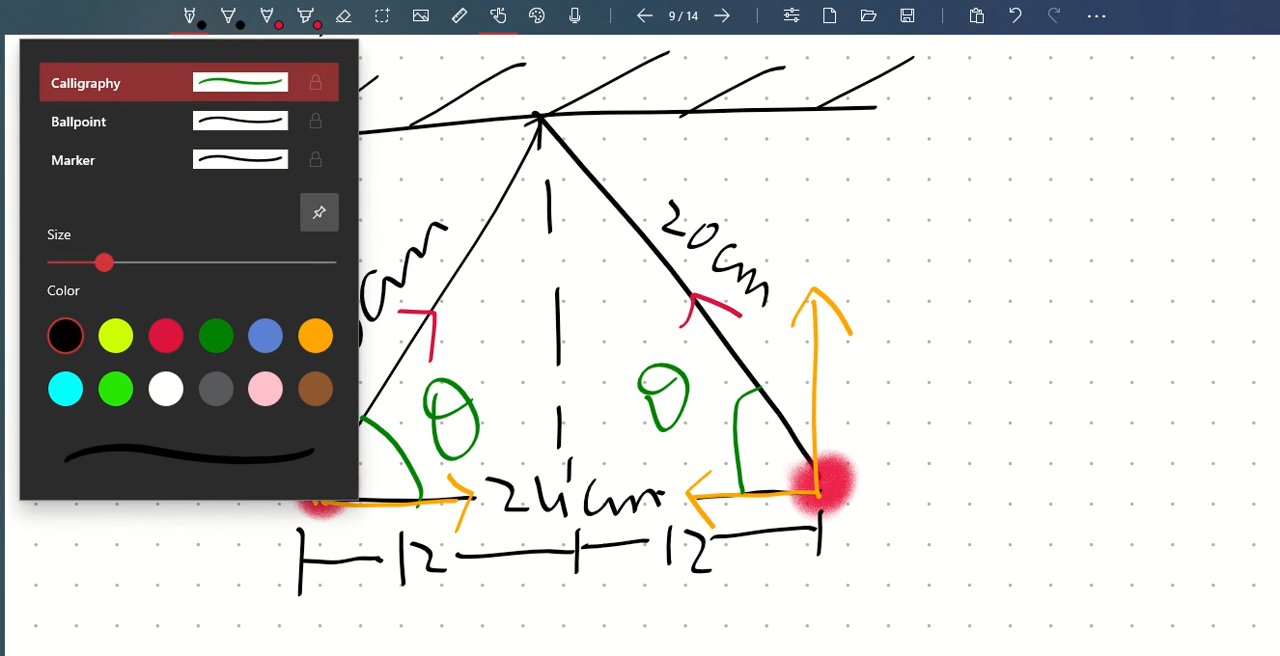 9 / 14
Calligraphy
Ballpoint
Marker
Size
Color
cm
20cm
θ
θ
24cm
12
12